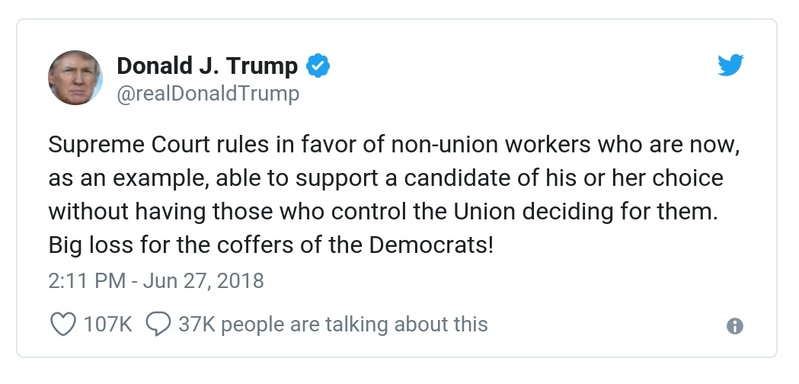 Donald J. Trump
@realDonaldTrump
Supreme Court rules in favor of non-union workers who are now,
as an example, able to support a candidate of his or her choice
without having those who control the Union deciding for them.
Big loss for the coffers of the Democrats!
2:11 PM - Jun 27, 2018
107K 37K people are talking about this